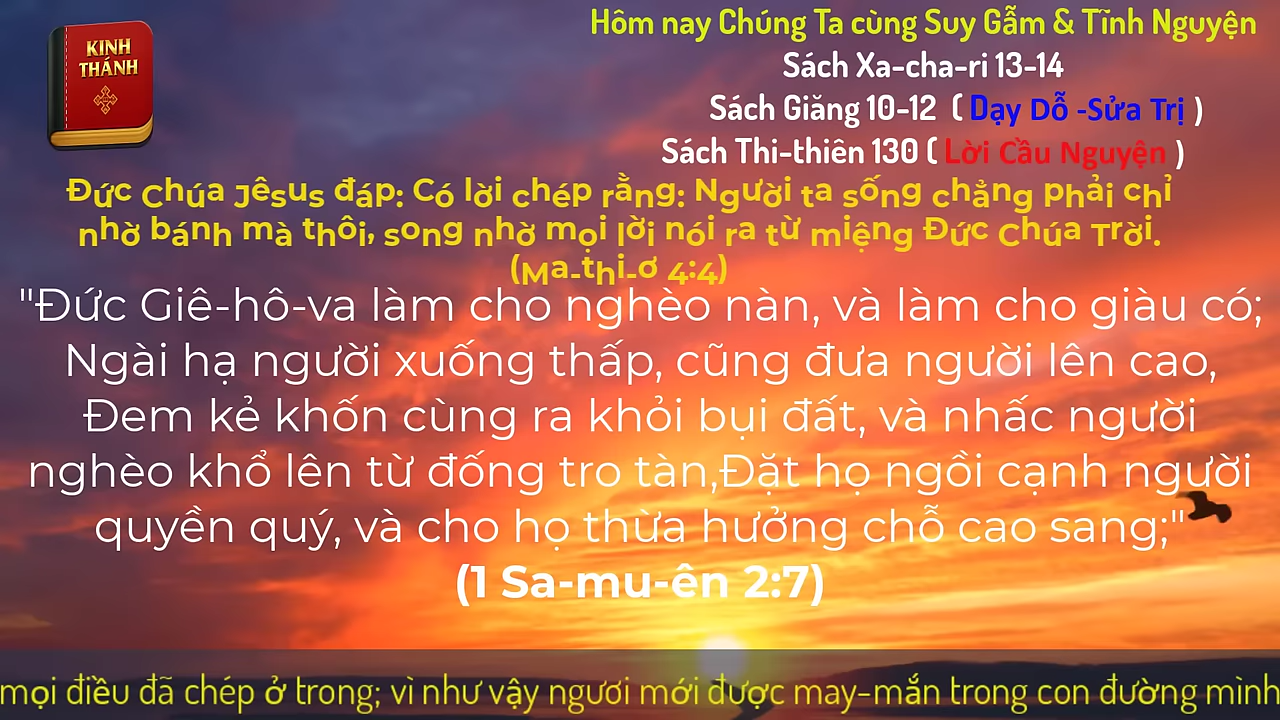 KINH
THÁNH
Hôm nay Chúng Ta cùng Suy Gẫm & Tĩnh Nguyện
Sách Xa-cha-ri 13-14
Sách Giăng 10-12 ( Dạy Dỗ -Sửa Trị )
Sách Thi-thiên 130 ( Lời Cầu Nguyện )
Đức Chúa Jêsus đáp: Có lời chép rằng: Người ta sống chẳng phải chỉ
nhờ bánh mà thôi, song nhờ mọi lời nói ra từ miệng Đức Chúa Trời.
(Ma-thi-ơ 4:4)
"Đức Giê-hô-va làm cho nghèo nàn, và làm cho giàu có;
Ngài hạ người xuống thấp, cũng đưa người lên cao,
Đem kẻ khốn cùng ra khỏi bụi đất, và nhấc người
nghèo khổ lên từ đống tro tàn,Đặt họ ngồi cạnh người
quyền quý, và cho họ thừa hưởng chỗ cao sang;"
(1 Sa-mu-ên 2:7)
mọi điều đã chép ở trong; vì như vậy ngươi mới được may-mắn trong con đường mình